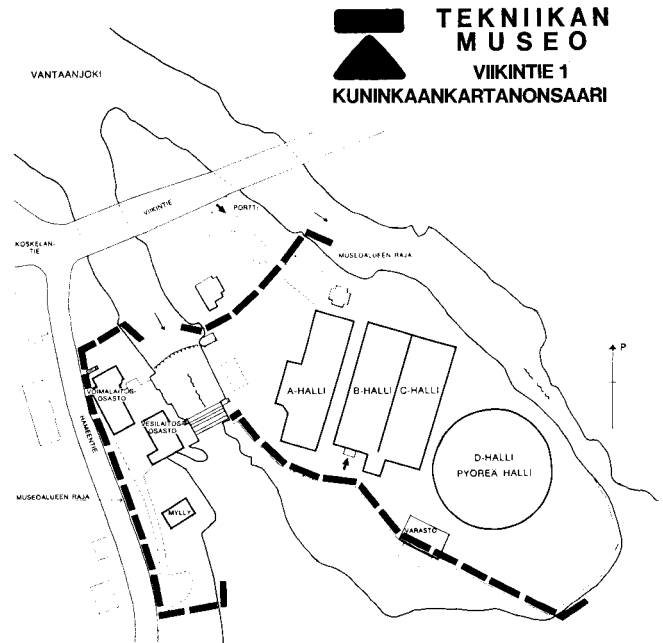 TEKNIIKAN
MUSEO
VIIKINTIE 1
KUNINKAANKARTANONSAARI
VANTAANJOKI
VIIKINTIE
PORTTI
KOSKELAN-
TIE
MUSEOALUEEN RAJA
P
A-HALLI
B-HALLI
C-HALLI
VOIMALAITOS-
OSASTO
VESILAITOS-
OSASTO
HÄMEENTIE
D-HALLI
PYÖREÄ HALLI
MUSEOALUEEN RAJA
MYLLY
VARASTO